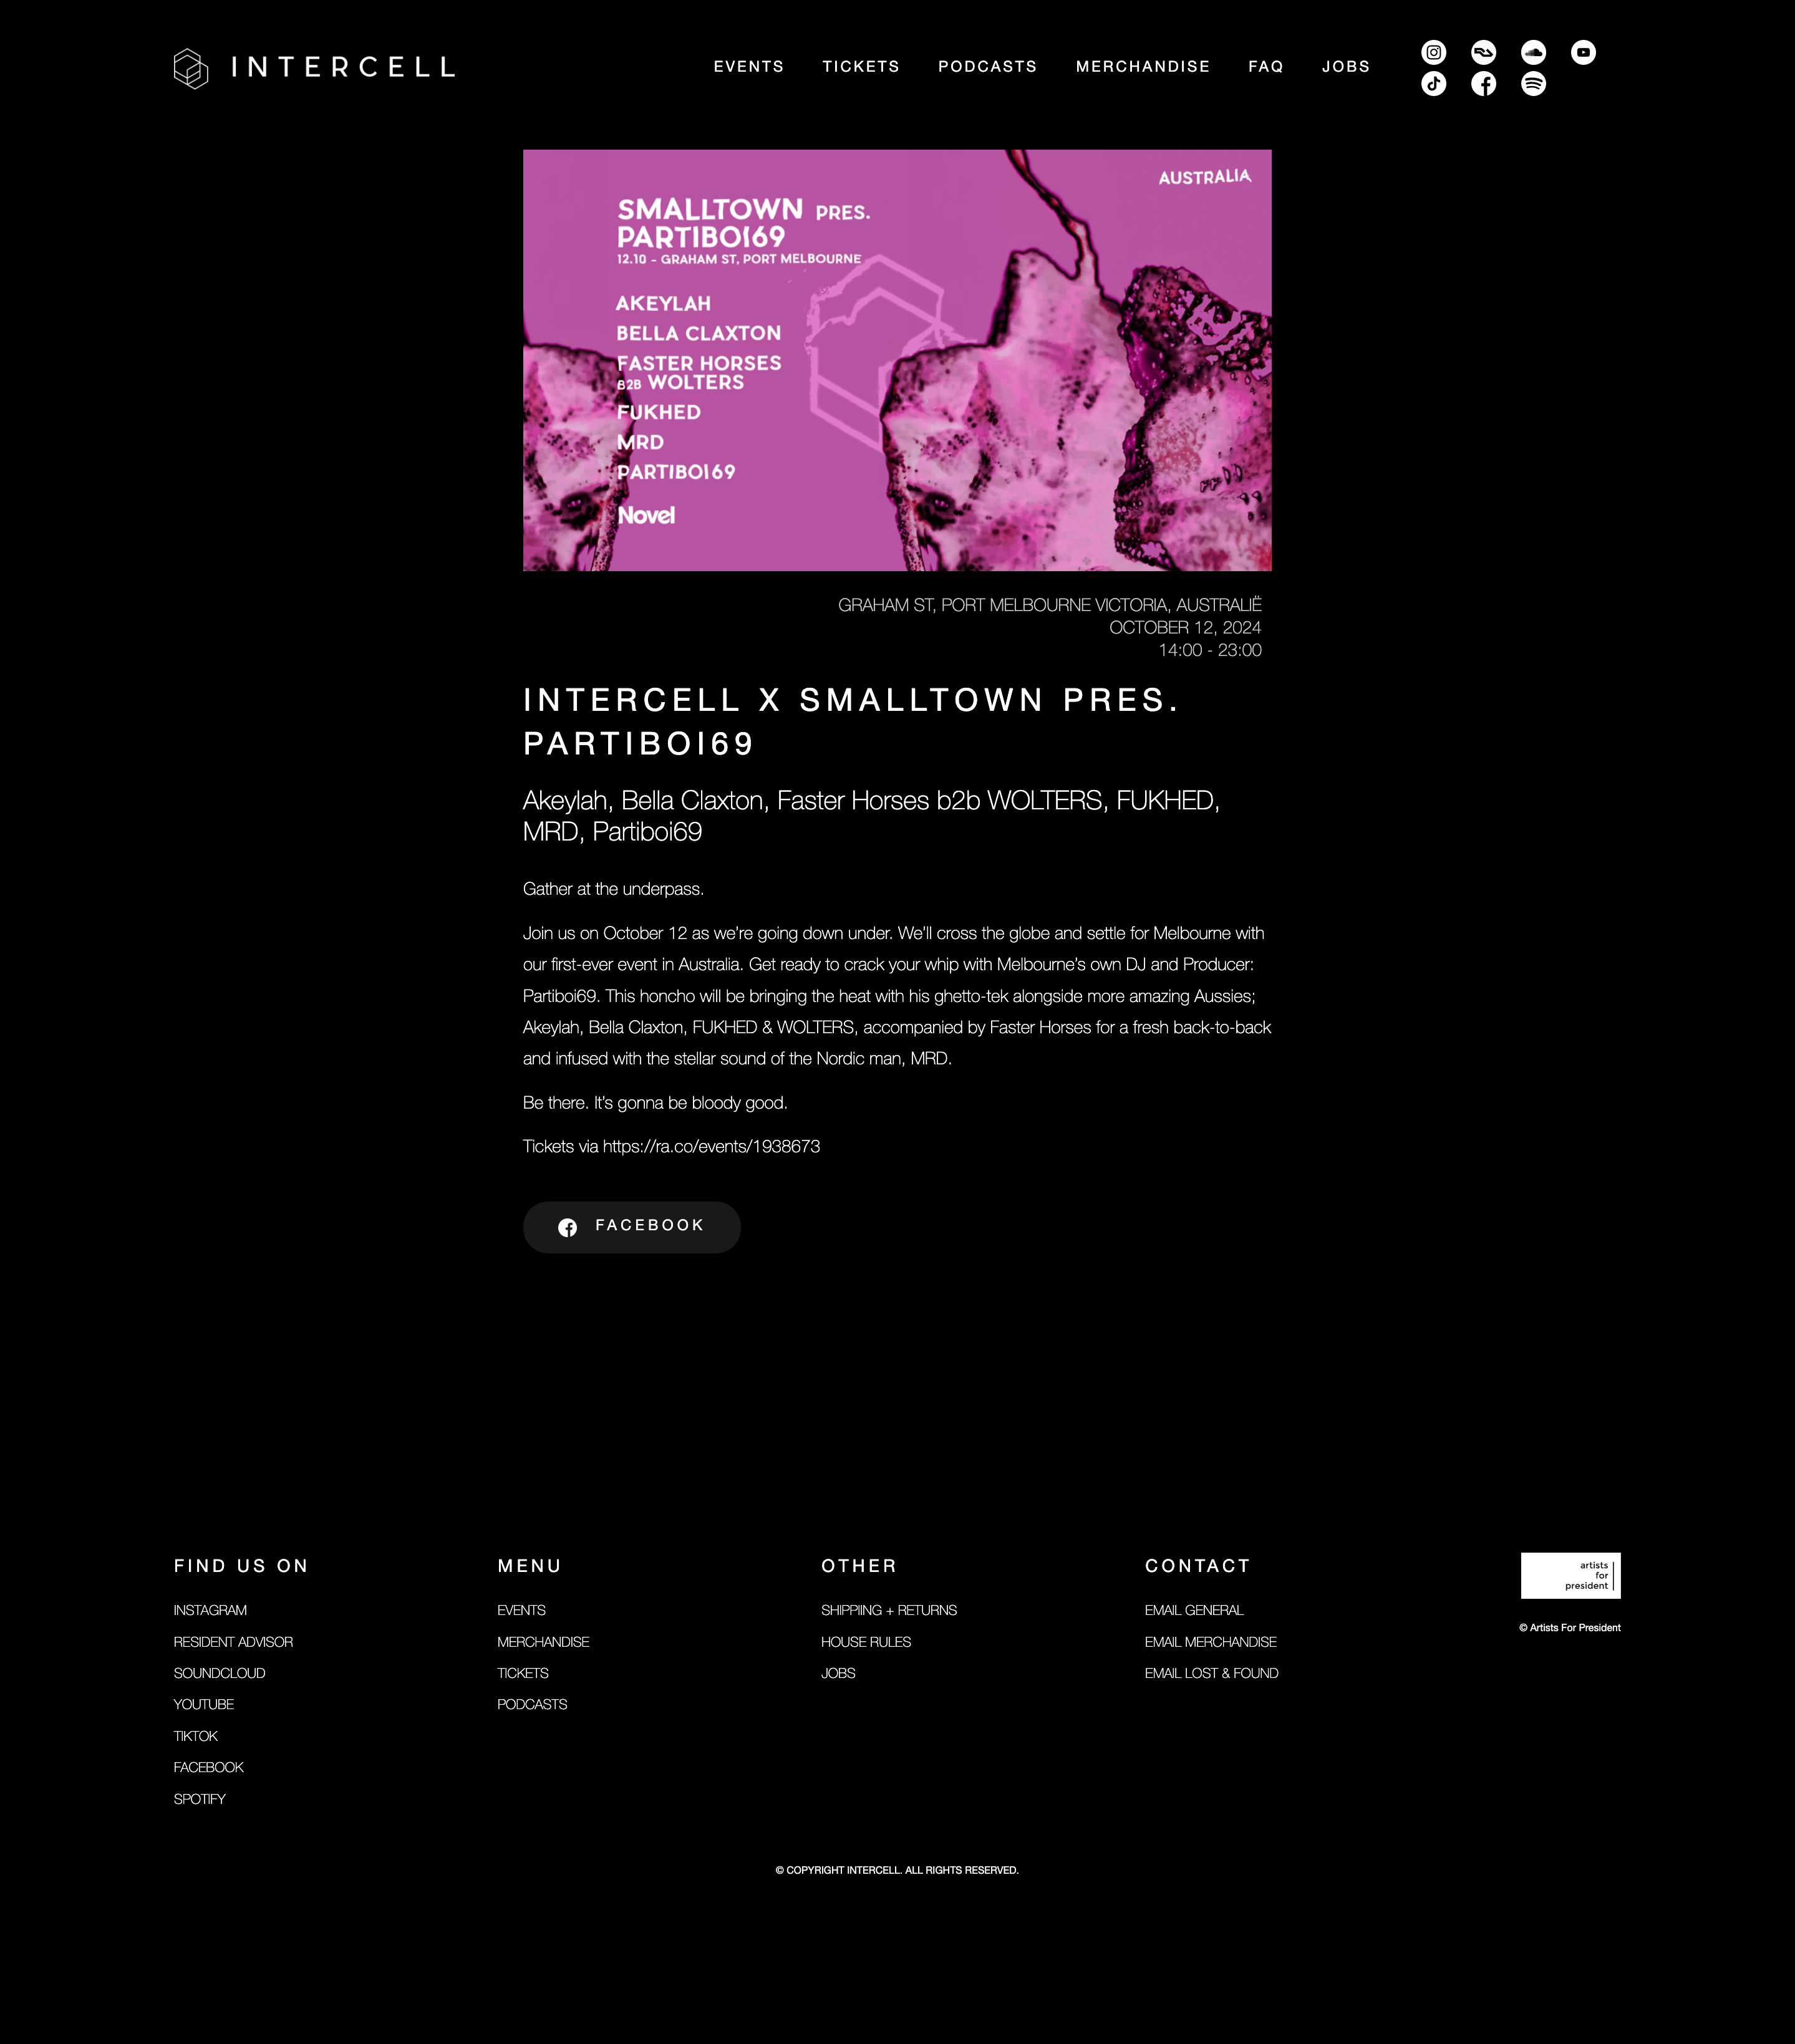 INTERCELL
EVENTS TICKETS PODCASTS MERCHANDISE FAQ JOBS
AUSTRALIA
SMALLTOWN PRES.
PARTIBOI69
12.10 - GRAHAM ST, PORT MELBOURNE
AKEYLAH
BELLA CLAXTON
FASTER HORSES
B2B WOLTERS
FUKHED
MRD
PARTIBOI69
Novel
GRAHAM ST, PORT MELBOURNE VICTORIA, AUSTRALIË
OCTOBER 12, 2024
14:00 - 23:00
INTERCELL X SMALLTOWN PRES.
PARTIBOI69
Akeylah, Bella Claxton, Faster Horses b2b WOLTERS, FUKHED,
MRD, Partiboi69
Gather at the underpass.
Join us on October 12 as we’re going down under. We’ll cross the globe and settle for Melbourne with
our first-ever event in Australia. Get ready to crack your whip with Melbourne’s own DJ and Producer:
Partiboi69. This honcho will be bringing the heat with his ghetto-tek alongside more amazing Aussies;
Akeylah, Bella Claxton, FUKHED & WOLTERS, accompanied by Faster Horses for a fresh back-to-back
and infused with the stellar sound of the Nordic man, MRD.
Be there. It’s gonna be bloody good.
Tickets via https://ra.co/events/1938673
FACEBOOK
FIND US ON
INSTAGRAM
RESIDENT ADVISOR
SOUNDCLOUD
YOUTUBE
TIKTOK
FACEBOOK
SPOTIFY
MENU
EVENTS
MERCHANDISE
TICKETS
PODCASTS
OTHER
SHIPPIING + RETURNS
HOUSE RULES
JOBS
CONTACT
EMAIL GENERAL
EMAIL MERCHANDISE
EMAIL LOST & FOUND
artists
for
president
© Artists For President
© COPYRIGHT INTERCELL. ALL RIGHTS RESERVED.